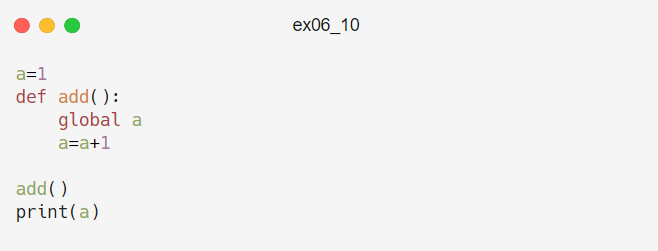 ex06_10
a=1
def add():
    global a
    a=a+1
add()
print(a)